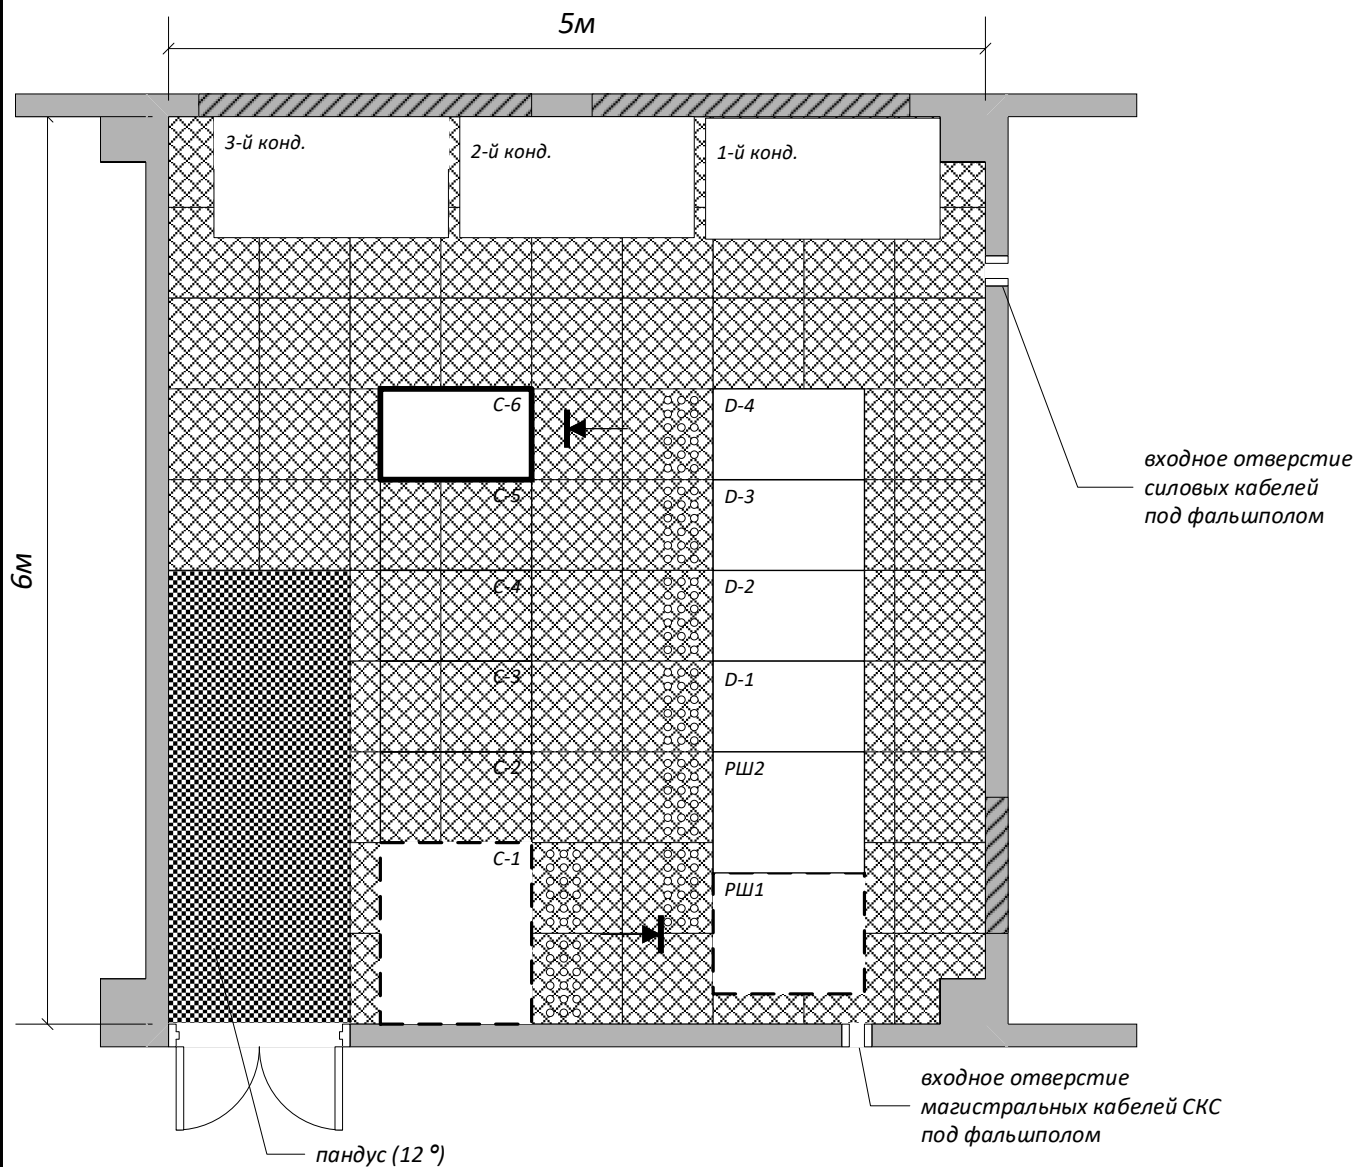 5м
3-й конд.
2-й конд.
1-й конд.
C-6
D-4
входное отверстие
силовых кабелей
под фальшполом
C-5
D-3
6м
C-4
D-2
C-3
D-1
C-2
РШ2
C-1
РШ1
входное отверстие
магистральных кабелей СКС
под фальшполом
пандус (12 º)